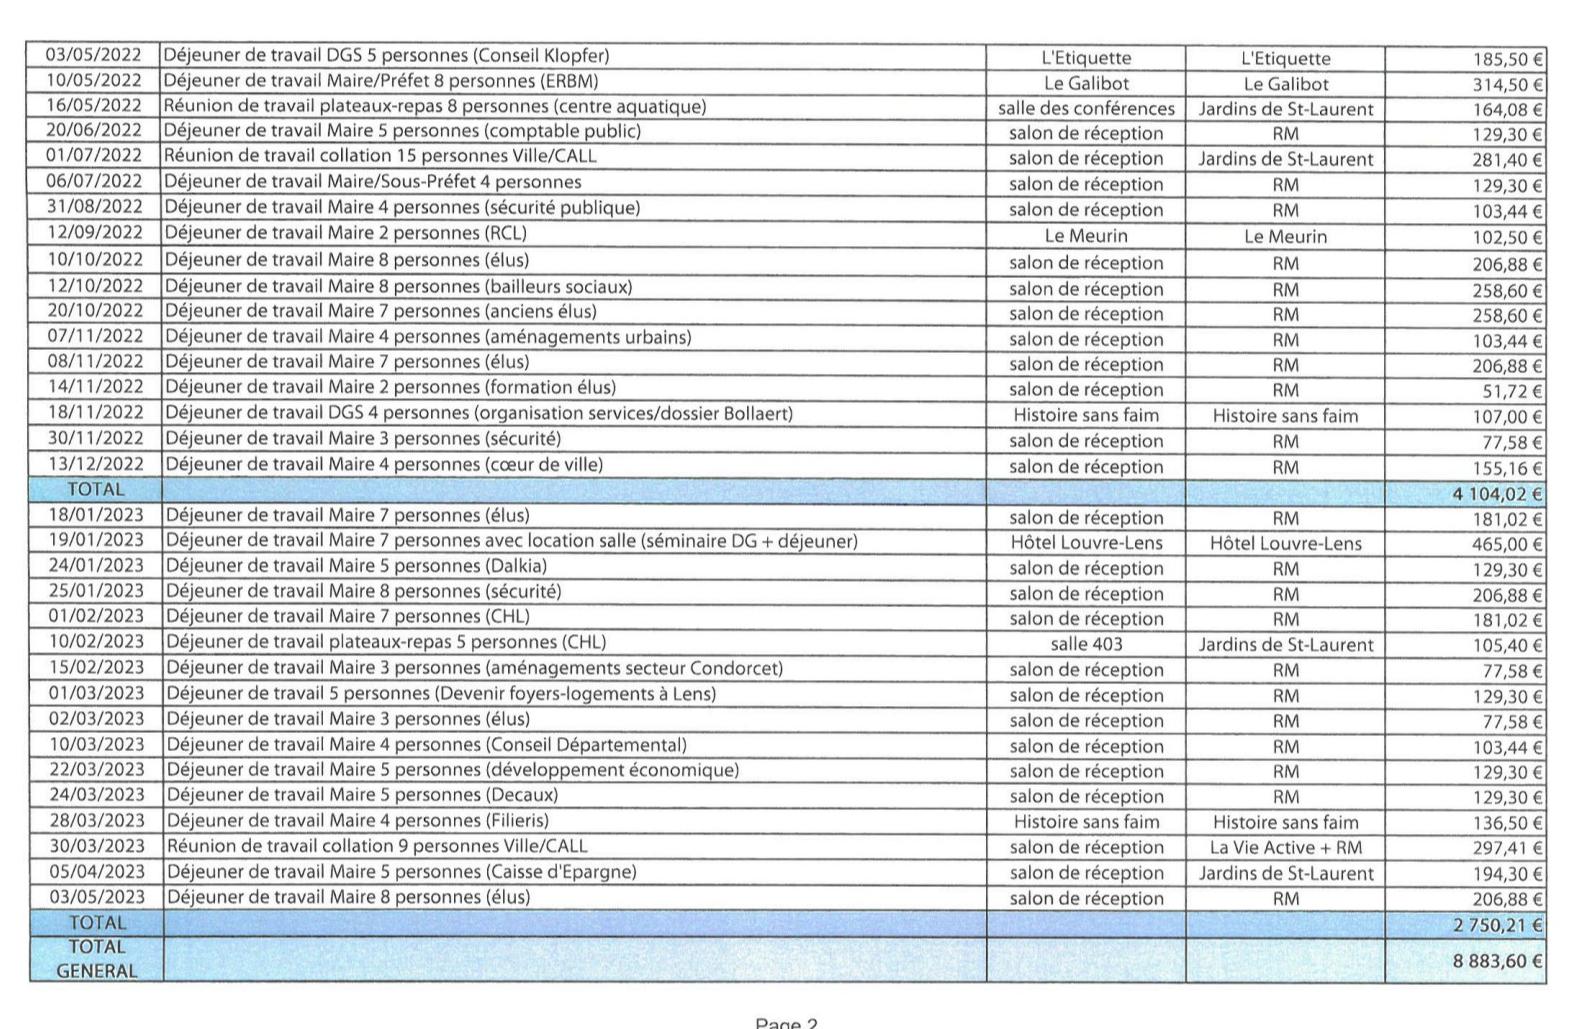 03/05/2022 Déjeuner de travail DGS 5 personnes (Conseil Klopfer) L'Etiquette L'Etiquette 185,50 €
10/05/2022 Déjeuner de travail Maire/Préfet 8 personnes (ERBM) Le Galibot Le Galibot 314,50 €
16/05/2022 Réunion de travail plateaux-repas 8 personnes (centre aquatique) salle des conférences Jardins de St-Laurent 164,08 €
20/06/2022 Déjeuner de travail Maire 5 personnes (comptable public) salon de réception RM 129,30 €
01/07/2022 Réunion de travail collation 15 personnes Ville/CALL salon de réception Jardins de St-Laurent 281,40 €
06/07/2022 Déjeuner de travail Maire/Sous-Préfet 4 personnes salon de réception RM 129,30 €
31/08/2022 Déjeuner de travail Maire 4 personnes (sécurité publique) salon de réception RM 103,44 €
12/09/2022 Déjeuner de travail Maire 2 personnes (RCL) Le Meurin Le Meurin 102,50 €
10/10/2022 Déjeuner de travail Maire 8 personnes (élus) salon de réception RM 206,88 €
12/10/2022 Déjeuner de travail Maire 8 personnes (bailleurs sociaux) salon de réception RM 258,60 €
20/10/2022 Déjeuner de travail Maire 7 personnes (anciens élus) salon de réception RM 258,60 €
07/11/2022 Déjeuner de travail Maire 4 personnes (aménagements urbains) salon de réception RM 103,44 €
08/11/2022 Déjeuner de travail Maire 7 personnes (élus) salon de réception RM 206,88 €
14/11/2022 Déjeuner de travail Maire 2 personnes (formation élus) salon de réception RM 51,72 €
18/11/2022 Déjeuner de travail DGS 4 personnes (organisation services/dossier Bollaert) Histoire sans faim Histoire sans faim 107,00 €
30/11/2022 Déjeuner de travail Maire 3 personnes (sécurité) salon de réception RM 77,58 €
13/12/2022 Déjeuner de travail Maire 4 personnes (cœur de ville) salon de réception RM 155,16 €
TOTAL 4 104,02 €
18/01/2023 Déjeuner de travail Maire 7 personnes (élus) salon de réception RM 181,02 €
19/01/2023 Déjeuner de travail Maire 7 personnes avec location salle (séminaire DG + déjeuner) Hôtel Louvre-Lens Hôtel Louvre-Lens 465,00 €
24/01/2023 Déjeuner de travail Maire 5 personnes (Dalkia) salon de réception RM 129,30 €
25/01/2023 Déjeuner de travail Maire 8 personnes (sécurité) salon de réception RM 206,88 €
01/02/2023 Déjeuner de travail Maire 7 personnes (CHL) salon de réception RM 181,02 €
10/02/2023 Déjeuner de travail plateaux-repas 5 personnes (CHL) salle 403 Jardins de St-Laurent 105,40 €
15/02/2023 Déjeuner de travail Maire 3 personnes (aménagements secteur Condorcet) salon de réception RM 77,58 €
01/03/2023 Déjeuner de travail 5 personnes (Devenir foyers-logements à Lens) salon de réception RM 129,30 €
02/03/2023 Déjeuner de travail Maire 3 personnes (élus) salon de réception RM 77,58 €
10/03/2023 Déjeuner de travail Maire 4 personnes (Conseil Départemental) salon de réception RM 103,44 €
22/03/2023 Déjeuner de travail Maire 5 personnes (développement économique) salon de réception RM 129,30 €
24/03/2023 Déjeuner de travail Maire 5 personnes (Decaux) salon de réception RM 129,30 €
28/03/2023 Déjeuner de travail Maire 4 personnes (Filieris) Histoire sans faim Histoire sans faim 136,50 €
30/03/2023 Réunion de travail collation 9 personnes Ville/CALL salon de réception La Vie Active + RM 297,41 €
05/04/2023 Déjeuner de travail Maire 5 personnes (Caisse d'Epargne) salon de réception Jardins de St-Laurent 194,30 €
03/05/2023 Déjeuner de travail Maire 8 personnes (élus) salon de réception RM 206,88 €
TOTAL 2 750,21 €
TOTAL
GENERAL 8 883,60 €
Page 2